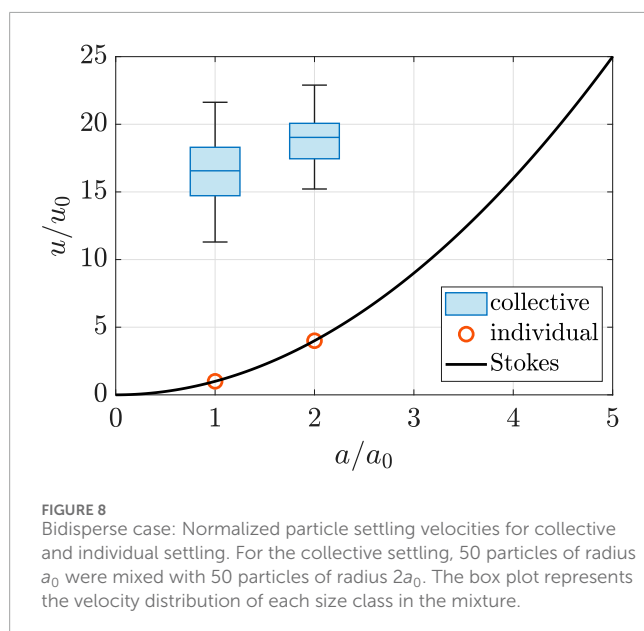 25
20
15
10
5
0
u/u₀
0 1 2 3 4 5
a/a₀
collective
individual
Stokes
FIGURE 8
Bidisperse case: Normalized particle settling velocities for collective
and individual settling. For the collective settling, 50 particles of radius
a₀ were mixed with 50 particles of radius 2a₀. The box plot represents
the velocity distribution of each size class in the mixture.